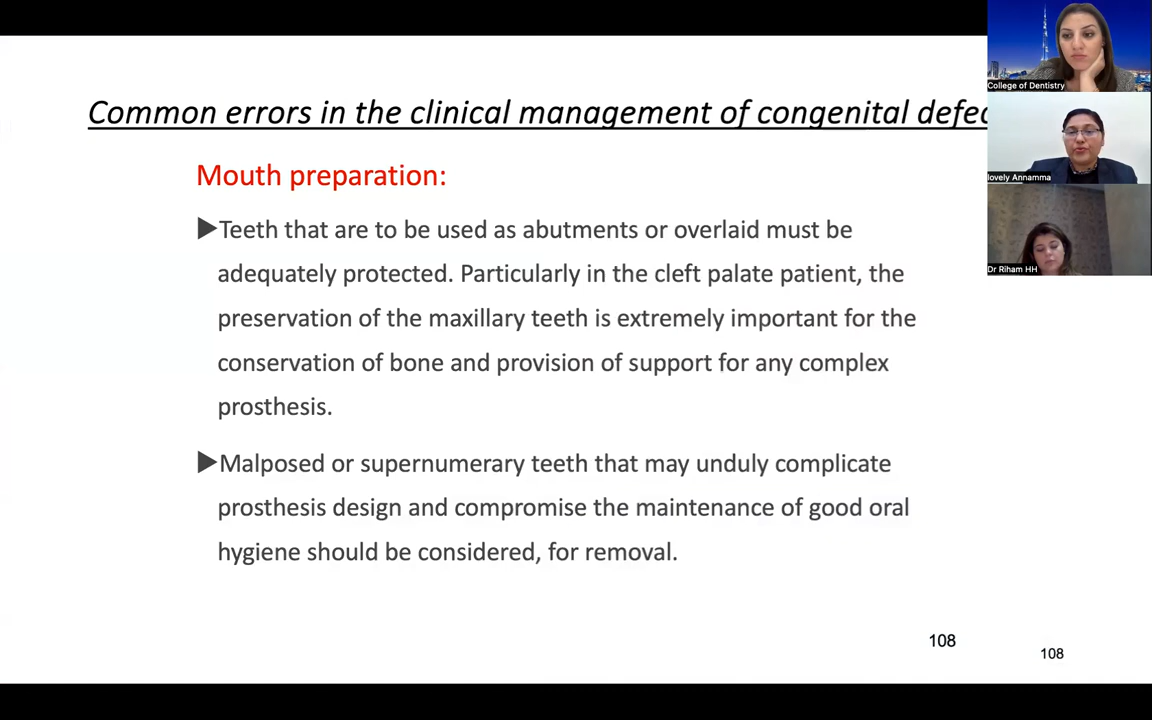 Common errors in the clinical management of congenital defec
Mouth preparation:
▶Teeth that are to be used as abutments or overlaid must be
adequately protected. Particularly in the cleft palate patient, the
preservation of the maxillary teeth is extremely important for the
conservation of bone and provision of support for any complex
prosthesis.
▶Malposed or supernumerary teeth that may unduly complicate
prosthesis design and compromise the maintenance of good oral
hygiene should be considered, for removal.
108
108
College of Dentistry
lovely Annamma
Dr Riham HH